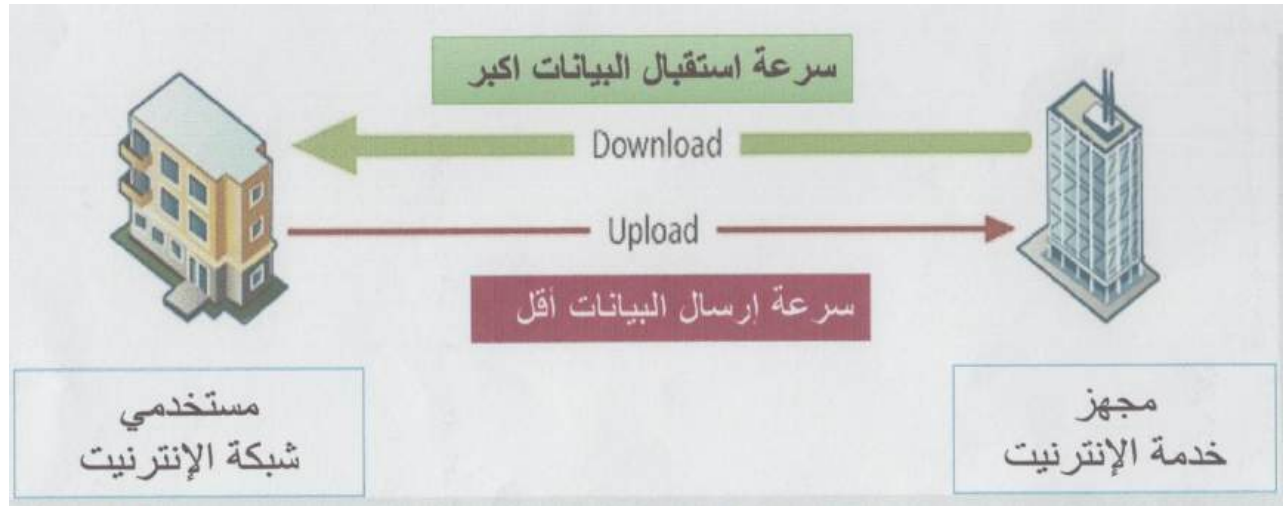 سرعة استقبال البيانات اكبر
Download
Upload
سرعة إرسال البيانات أقل
مجهز
خدمة الإنترنيت
مستخدمي
شبكة الإنترنيت